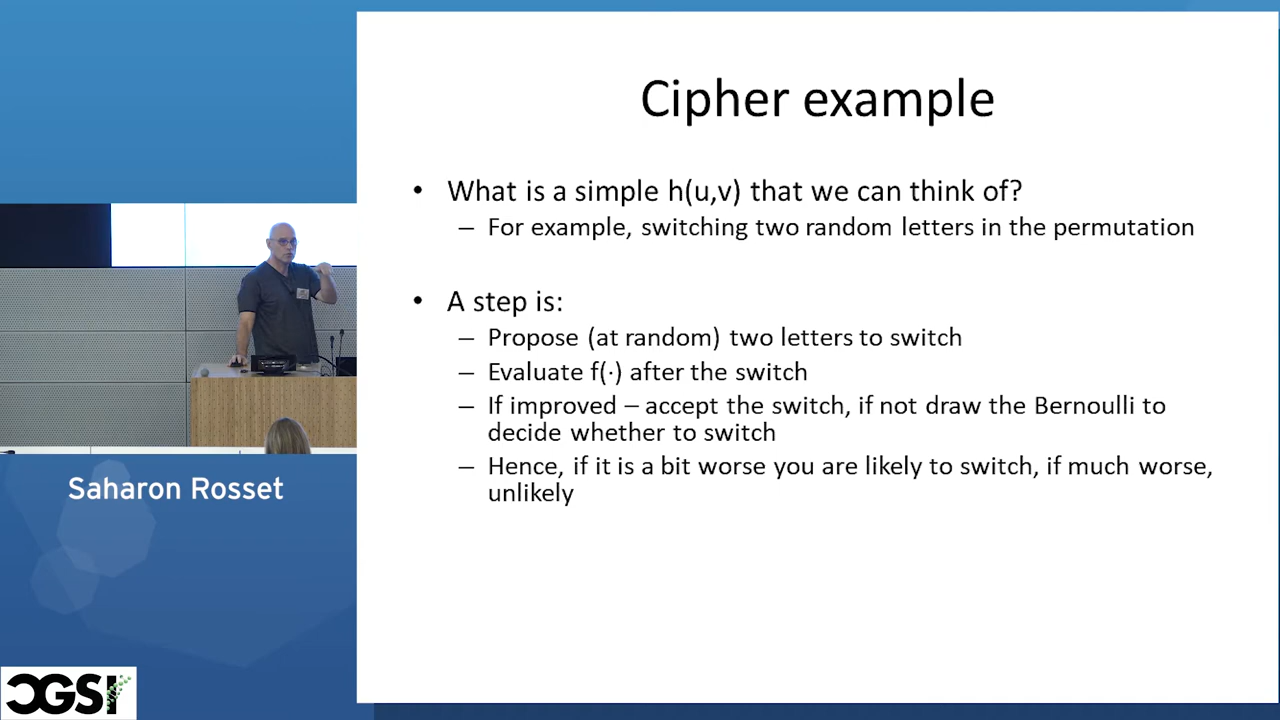 Cipher example
• What is a simple h(u,v) that we can think of?
– For example, switching two random letters in the permutation
• A step is:
– Propose (at random) two letters to switch
– Evaluate f(·) after the switch
– If improved – accept the switch, if not draw the Bernoulli to
decide whether to switch
– Hence, if it is a bit worse you are likely to switch, if much worse,
unlikely
Saharon Rosset
CGSI